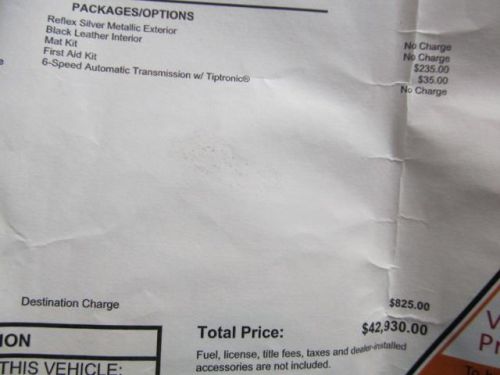 PACKAGES/OPTIONS
Reflex Silver Metallic Exterior No Charge
Black Leather Interior No Charge
Mat Kit $235.00
First Aid Kit $35.00
6-Speed Automatic Transmission w/ Tiptronic® No Charge
Destination Charge $825.00
Total Price: $42,930.00
Fuel, license, title fees, taxes and dealer-installed
accessories are not included.
ION
THIS VEHICLE:
V
Pr
To